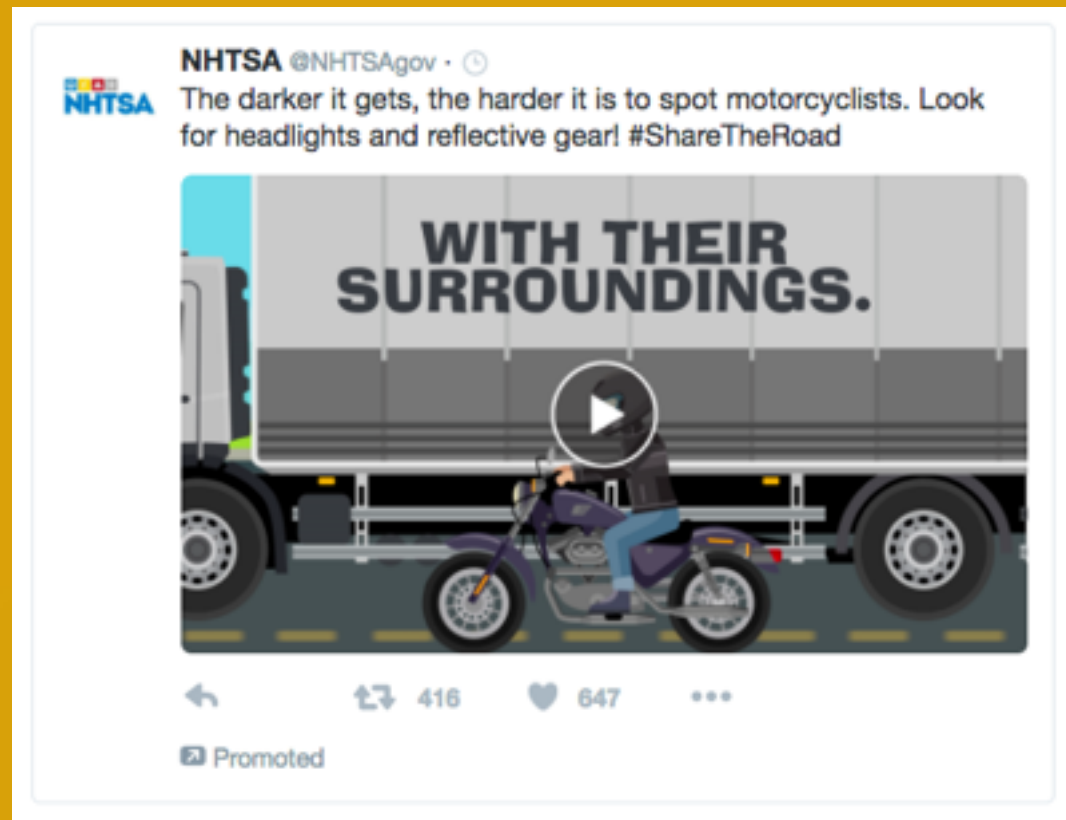 NHTSA @NHTSAgov ·
NHTSA
The darker it gets, the harder it is to spot motorcyclists. Look
for headlights and reflective gear! #ShareTheRoad
WITH THEIR
SURROUNDINGS.
416 647
Promoted